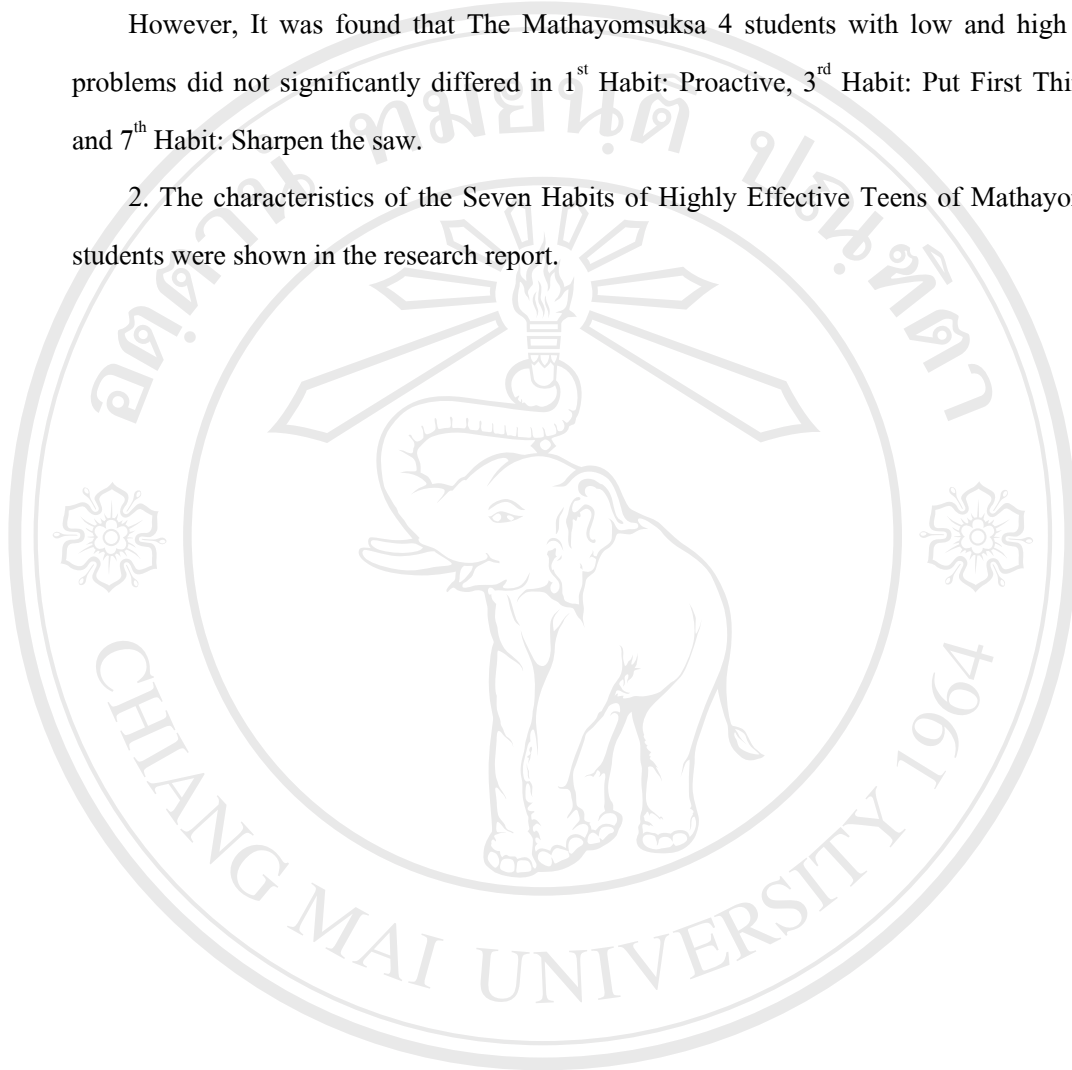 However, It was found that The Mathayomsuksa 4 students with low and high
problems did not significantly differed in 1st Habit: Proactive, 3rd Habit: Put First
and 7th Habit: Sharpen the saw.
2. The characteristics of the Seven Habits of Highly Effective Teens of
students were shown in the research report.
CHIANG MAI UNIVERSITY 1964